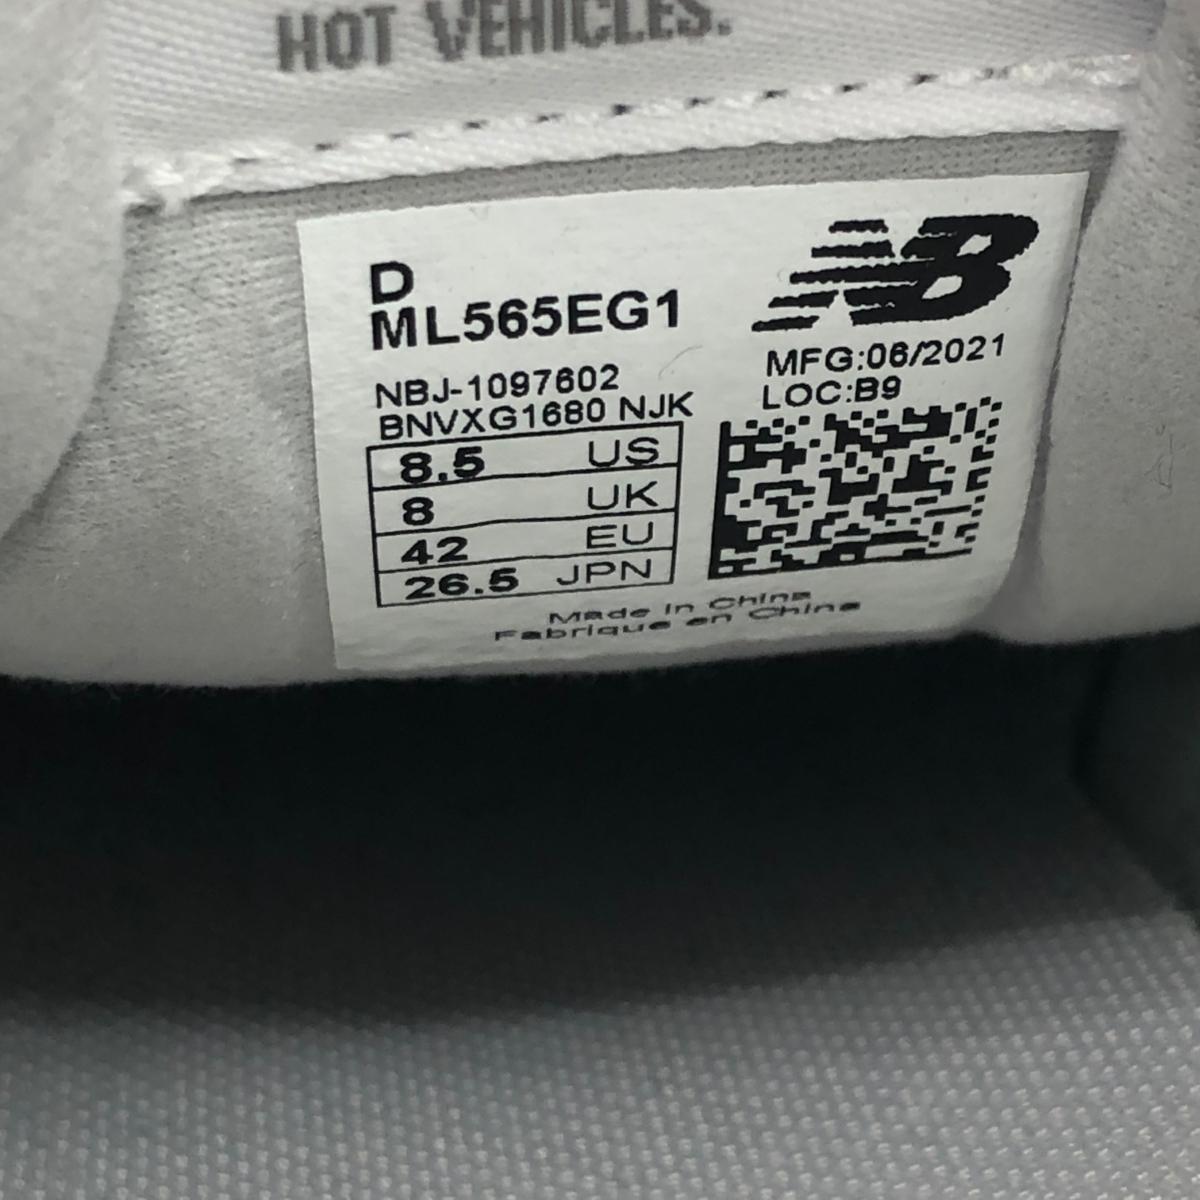 HOT VEHICLES.
D
ML565EG1
NBJ-1097602
BNVXG1680 NJK
8.5 US
8 UK
42 EU
26.5 JPN
NB
MFG:06/2021
LOC:B9
Made in China
Fabrique en Chine